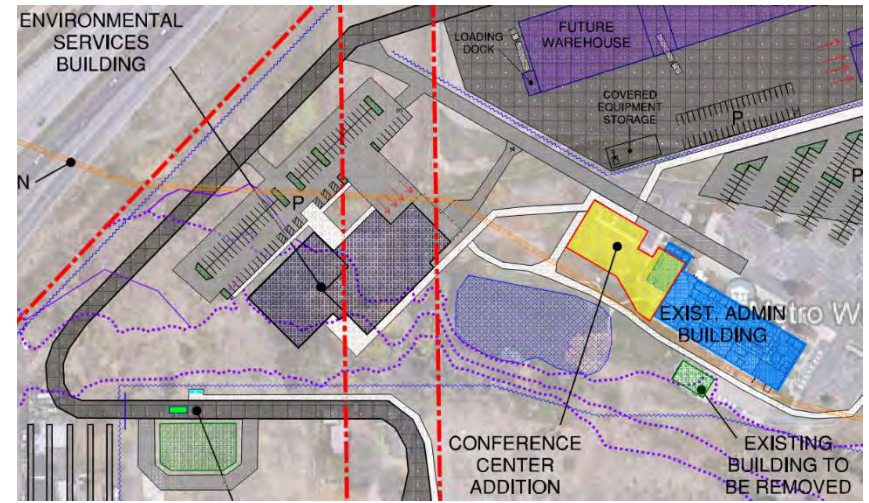 ENVIRONMENTAL
SERVICES
BUILDING
FUTURE
WAREHOUSE
LOADING
DOCK
COVERED
EQUIPMENT
STORAGE
P
P
N
P
EXIST. ADMIN
BUILDING
tro W
CONFERENCE
CENTER
ADDITION
EXISTING
BUILDING TO
BE REMOVED